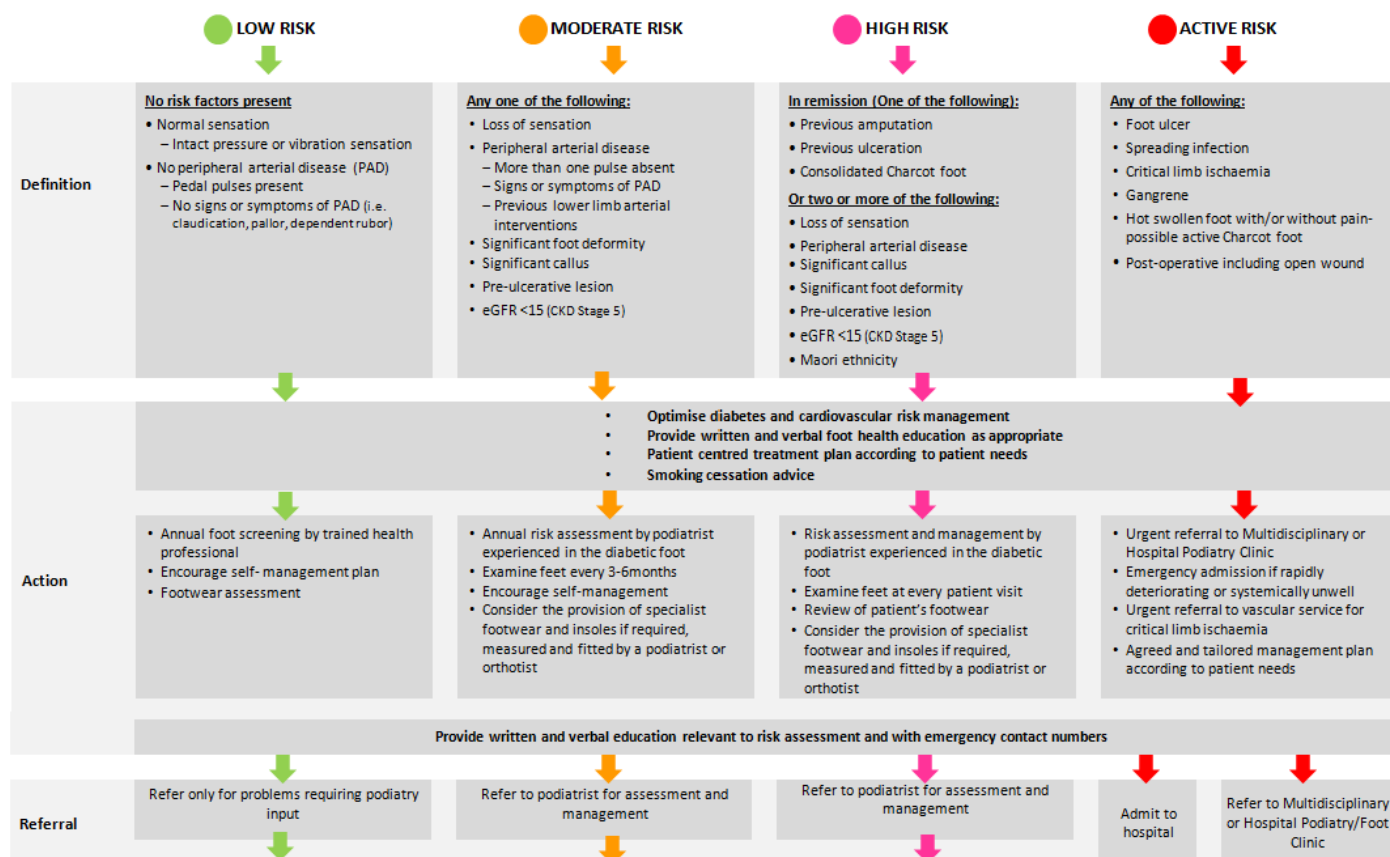 LOW RISK
MODERATE RISK
HIGH RISK
ACTIVE RISK
Definition
No risk factors present
• Normal sensation
– Intact pressure or vibration sensation
• No peripheral arterial disease (PAD)
– Pedal pulses present
– No signs or symptoms of PAD (i.e.
claudication, pallor, dependent rubor)
Any one of the following:
• Loss of sensation
• Peripheral arterial disease
– More than one pulse absent
– Signs or symptoms of PAD
– Previous lower limb arterial
interventions
• Significant foot deformity
• Significant callus
• Pre-ulcerative lesion
• eGFR <15 (CKD Stage 5)
In remission (One of the following):
• Previous amputation
• Previous ulceration
• Consolidated Charcot foot
Or two or more of the following:
• Loss of sensation
• Peripheral arterial disease
• Significant callus
• Significant foot deformity
• Pre-ulcerative lesion
• eGFR <15 (CKD Stage 5)
• Maori ethnicity
Any of the following:
• Foot ulcer
• Spreading infection
• Critical limb ischaemia
• Gangrene
• Hot swollen foot with/or without pain-
possible active Charcot foot
• Post-operative including open wound
Action
• Optimise diabetes and cardiovascular risk management
• Provide written and verbal foot health education as appropriate
• Patient centred treatment plan according to patient needs
• Smoking cessation advice
• Annual foot screening by trained health
professional
• Encourage self- management plan
• Footwear assessment
• Annual risk assessment by podiatrist
experienced in the diabetic foot
• Examine feet every 3-6months
• Encourage self-management
• Consider the provision of specialist
footwear and insoles if required,
measured and fitted by a podiatrist or
orthotist
• Risk assessment and management by
podiatrist experienced in the diabetic
foot
• Examine feet at every patient visit
• Review of patient's footwear
• Consider the provision of specialist
footwear and insoles if required,
measured and fitted by a podiatrist or
orthotist
• Urgent referral to Multidisciplinary or
Hospital Podiatry Clinic
• Emergency admission if rapidly
deteriorating or systemically unwell
• Urgent referral to vascular service for
critical limb ischaemia
• Agreed and tailored management plan
according to patient needs
Provide written and verbal education relevant to risk assessment and with emergency contact numbers
Referral
Refer only for problems requiring podiatry
input
Refer to podiatrist for assessment and
management
Refer to podiatrist for assessment and
management
Admit to
hospital
Refer to Multidisciplinary
or Hospital Podiatry/Foot
Clinic